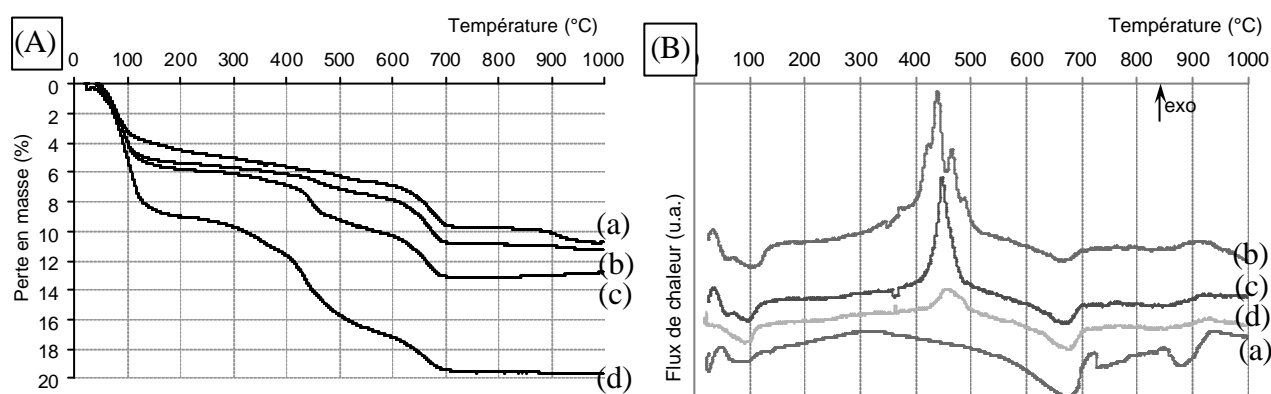 (A)
Température (°C)
0 100 200 300 400 500 600 700 800 900 1000
Perte en masse (%)
0
2
4
6
8
10
12
14
16
18
20
(a)
(b)
(c)
(d)
(B)
Température (°C)
0 100 200 300 400 500 600 700 800 900 1000
exo
Flux de chaleur (u.a.)
(b)
(c)
(d)
(a)